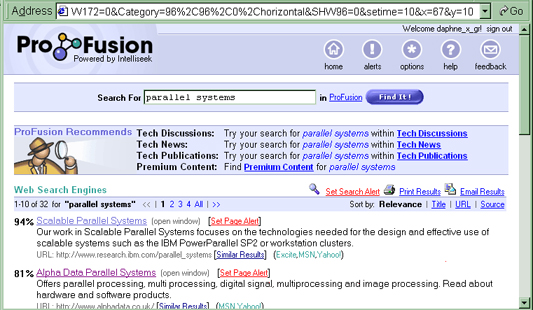 Address VV172=0&Category=96%2C96%2C0%2Chorizontal&SHW96=0&setime=10&x=67&y=10 Go
Welcome daphne_x_gr! sign out
ProFusion
Powered by Intelliseek
home alerts options help feedback
Search For parallel systems in ProFusion Find It!
ProFusion Recommends
Tech Discussions: Try your search for parallel systems within Tech Discussions
Tech News: Try your search for parallel systems within Tech News
Tech Publications: Try your search for parallel systems within Tech Publications
Premium Content: Find Premium Content for parallel systems
Web Search Engines Set Search Alert Print Results Email Results
1-10 of 32 for "parallel systems" << | 1 2 3 4 All | >> Sort by: Relevance | Title | URL | Source
94% Scalable Parallel Systems (open window) [Set Page Alert]
Our work in Scalable Parallel Systems focuses on the technologies needed for the design and effective use of
scalable systems such as the IBM PowerParallel SP2 or workstation clusters.
URL: http://www.research.ibm.com/parallel_systems [Similar Results] (Excite,MSN,Yahoo!)
81% Alpha Data Parallel Systems (open window) [Set Page Alert]
Offers parallel processing, multi processing, digital signal, multiprocessing and image processing. Read about
hardware and software products.
URL: http://www.alphadata.co.uk/ [Similar Results] (MSN,Yahoo!)